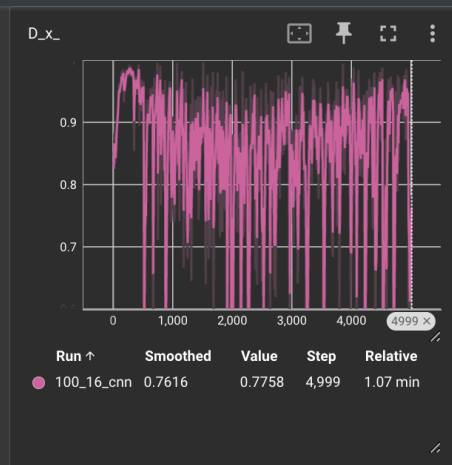 D_x_
0.9
0.8
0.7
0 1,000 2,000 3,000 4,000 4999 ×
Run ↑ Smoothed Value Step Relative
100_16_cnn 0.7616 0.7758 4,999 1.07 min